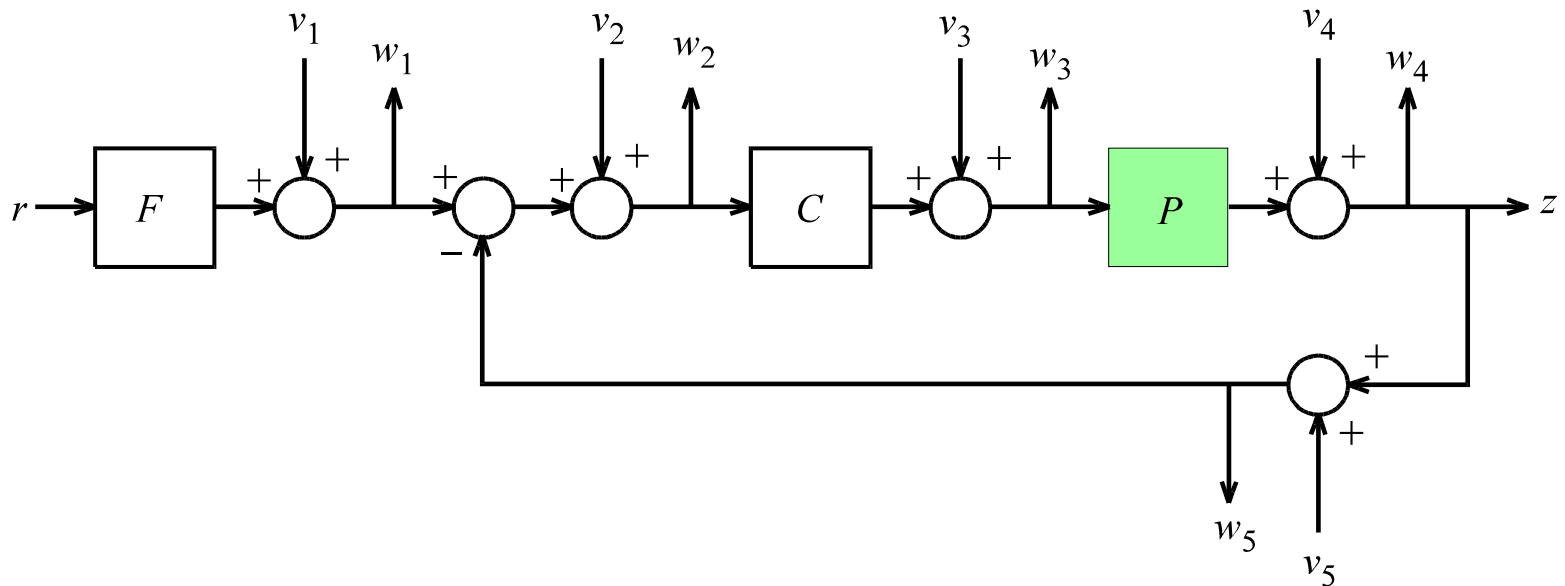 v1
w1
v2
w2
v3
w3
v4
w4
+
+
+
+
+
+
+
+
+
r
F
C
P
z
−
+
+
w5
v5